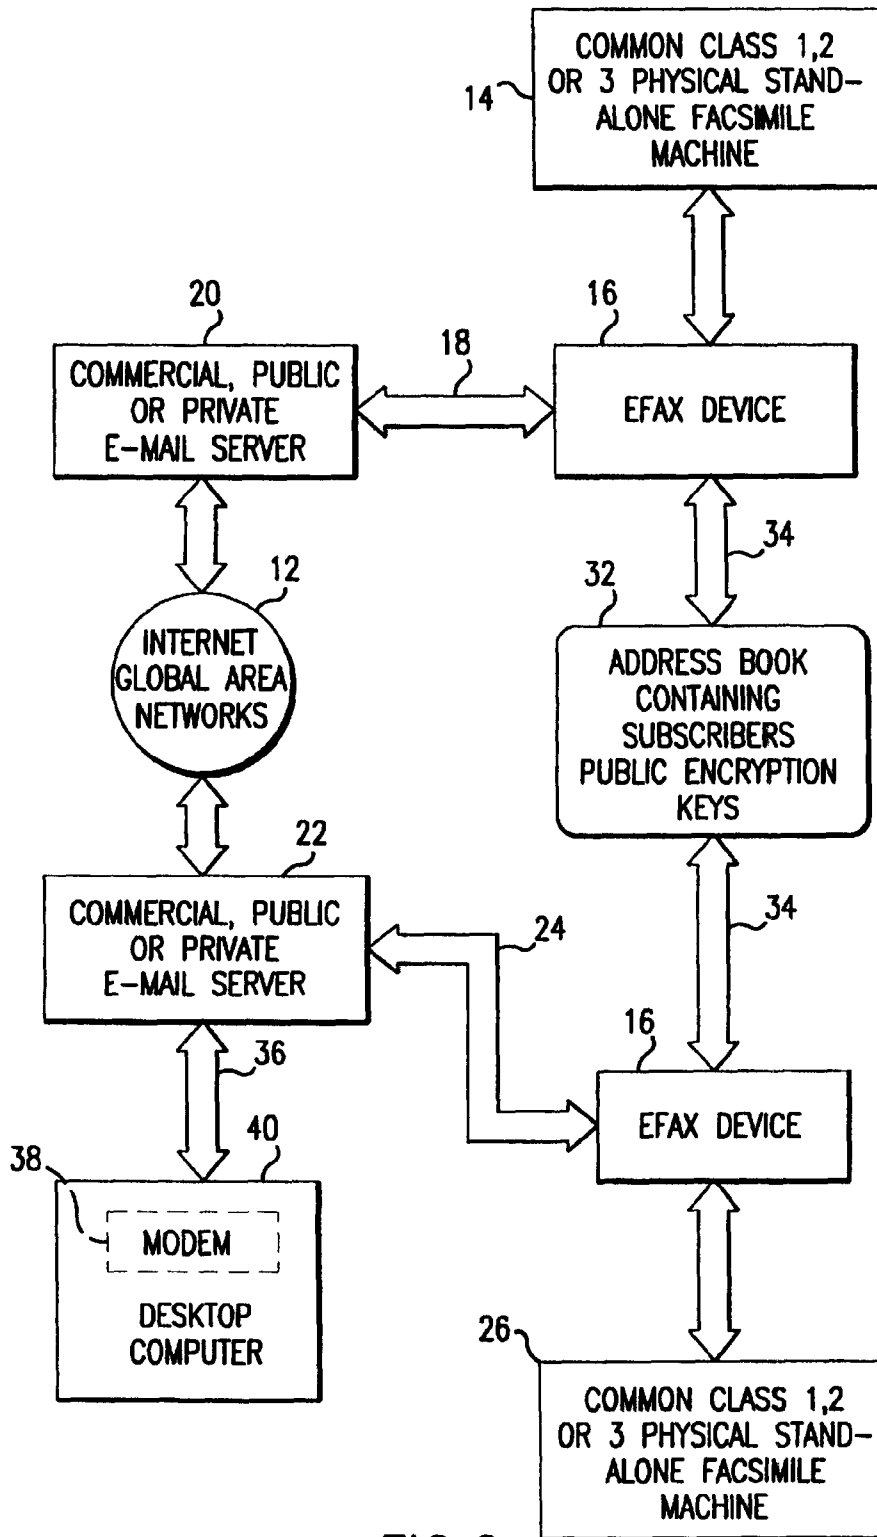 COMMON CLASS 1,2
OR 3 PHYSICAL STAND-
ALONE FACSIMILE
MACHINE
14
20
18
16
COMMERCIAL, PUBLIC
OR PRIVATE
E-MAIL SERVER
EFAX DEVICE
34
12
32
INTERNET
GLOBAL AREA
NETWORKS
ADDRESS BOOK
CONTAINING
SUBSCRIBERS
PUBLIC ENCRYPTION
KEYS
22
COMMERCIAL, PUBLIC
OR PRIVATE
E-MAIL SERVER
24
34
36
16
EFAX DEVICE
40
38
MODEM
DESKTOP
COMPUTER
26
COMMON CLASS 1,2
OR 3 PHYSICAL STAND-
ALONE FACSIMILE
MACHINE